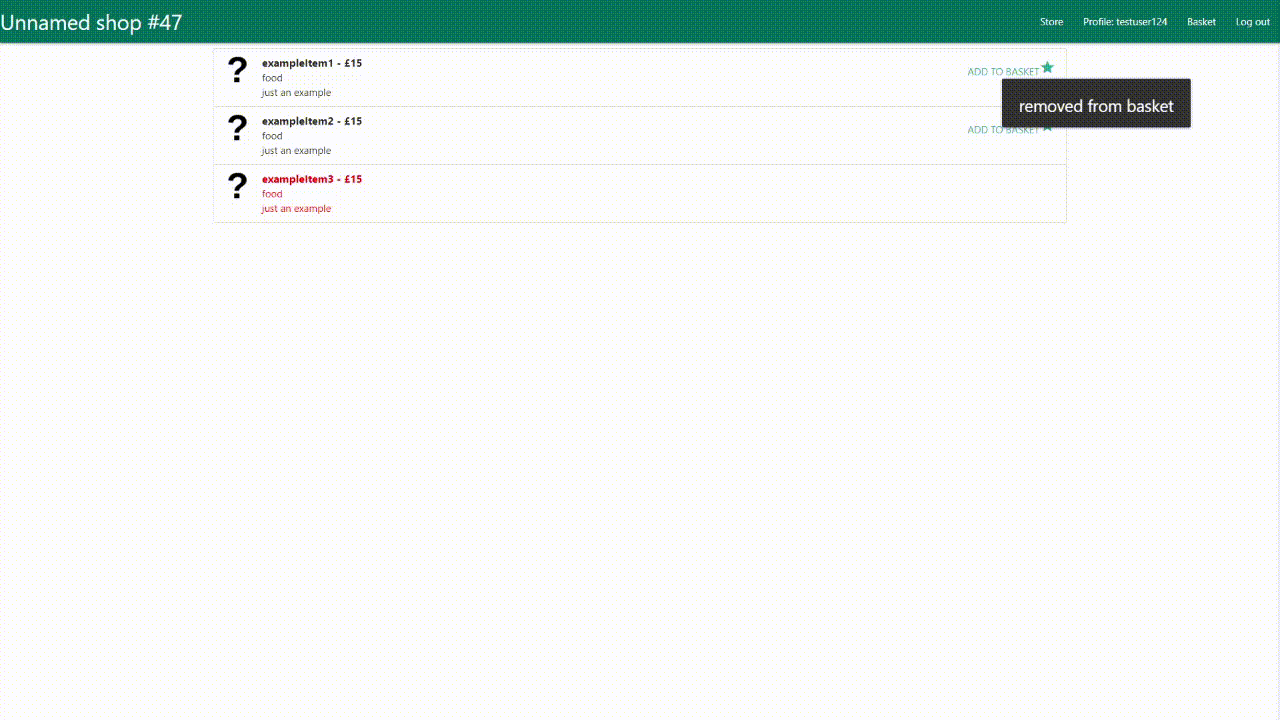 Unnamed shop #47
Store Profile: testuser124 Basket Log out
? exampleItem1 - £15
food
just an example
ADD TO BASKET
removed from basket
? exampleItem2 - £15
food
just an example
ADD TO BASKET
? exampleItem3 - £15
food
just an example